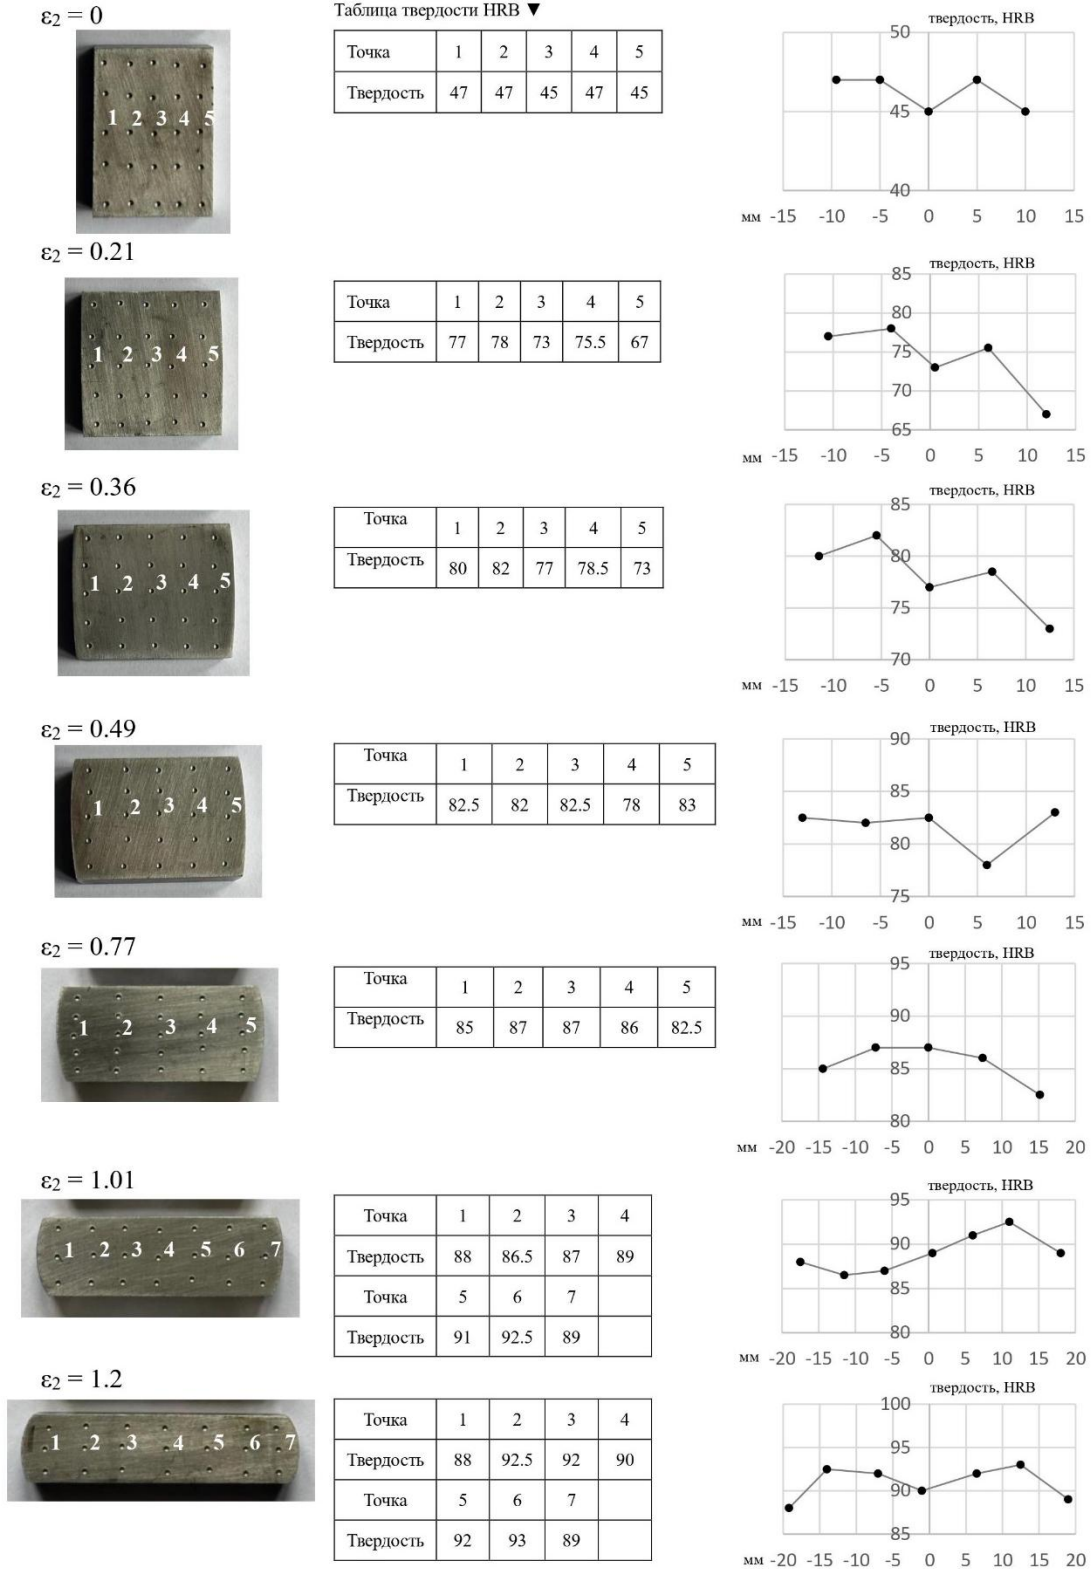 ε₂ = 0
1 2 3 4 5
Таблица твердости HRB ▼
Точка 1 2 3 4 5
Твердость 47 47 45 47 45
твердость, HRB
50
45
40
мм -15 -10 -5 0 5 10 15
ε₂ = 0.21
1 2 3 4 5
Точка 1 2 3 4 5
Твердость 77 78 73 75.5 67
твердость, HRB
85
80
75
70
65
мм -15 -10 -5 0 5 10 15
ε₂ = 0.36
1 2 3 4 5
Точка 1 2 3 4 5
Твердость 80 82 77 78.5 73
твердость, HRB
85
80
75
70
мм -15 -10 -5 0 5 10 15
ε₂ = 0.49
1 2 3 4 5
Точка 1 2 3 4 5
Твердость 82.5 82 82.5 78 83
твердость, HRB
90
85
80
75
мм -15 -10 -5 0 5 10 15
ε₂ = 0.77
1 2 3 4 5
Точка 1 2 3 4 5
Твердость 85 87 87 86 82.5
твердость, HRB
95
90
85
80
мм -20 -15 -10 -5 0 5 10 15 20
ε₂ = 1.01
1 2 3 4 5 6 7
Точка 1 2 3 4
Твердость 88 86.5 87 89
Точка 5 6 7
Твердость 91 92.5 89
твердость, HRB
95
90
85
80
мм -20 -15 -10 -5 0 5 10 15 20
ε₂ = 1.2
1 2 3 4 5 6 7
Точка 1 2 3 4
Твердость 88 92.5 92 90
Точка 5 6 7
Твердость 92 93 89
твердость, HRB
100
95
90
85
мм -20 -15 -10 -5 0 5 10 15 20